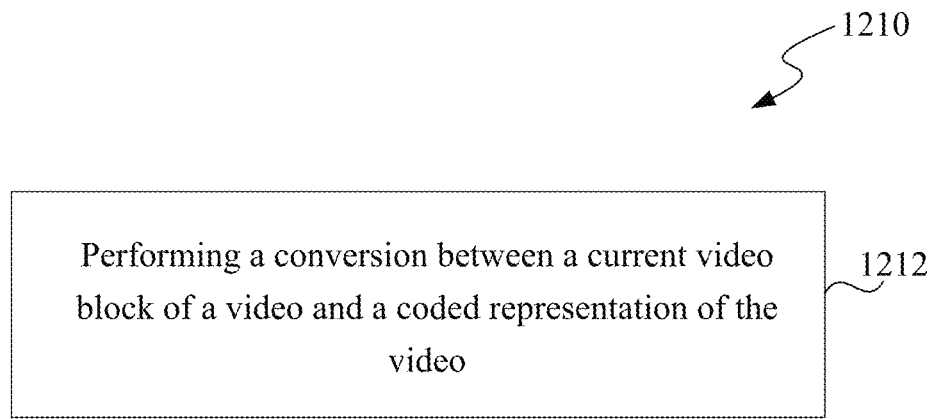 1210
Performing a conversion between a current video
block of a video and a coded representation of the
video
1212